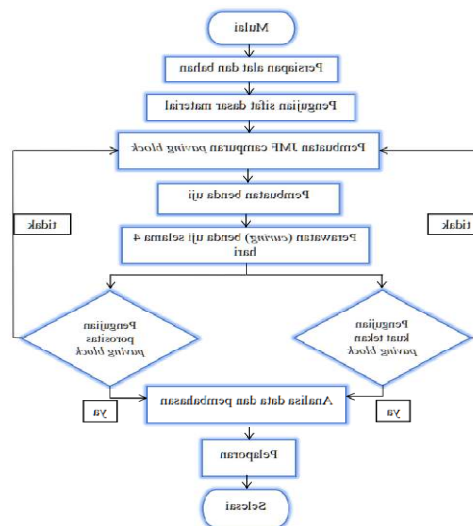 Mulai
Persiapan alat dan bahan
Pengujian sifat dasar material
Pembuatan JMF campuran paving block
Pembuatan benda uji
tidak
tidak
Perawatan (curing) benda uji selama 4
hari
Pengujian
porositas
paving block
Pengujian
kuat tekan
paving block
ya
ya
Analisa data dan pembahasan
Pelaporan
Selesai